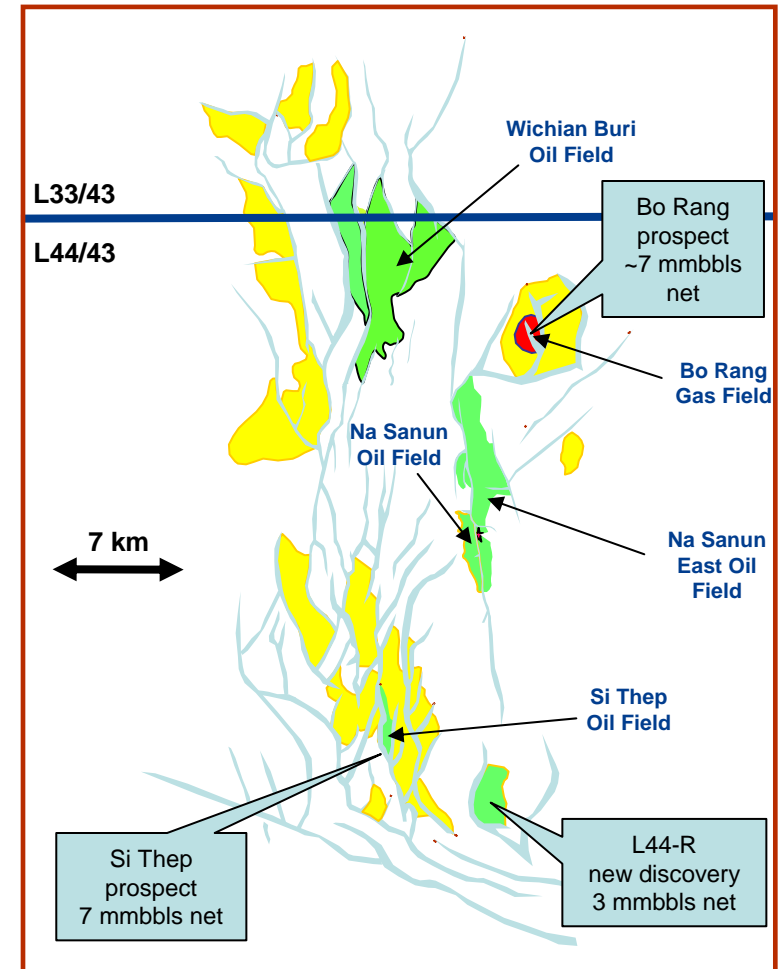 Wichian Buri
Oil Field
L33/43
L44/43
Bo Rang
prospect
~7 mmbbls
net
Bo Rang
Gas Field
Na Sanun
Oil Field
7 km
Na Sanun
East Oil
Field
Si Thep
Oil Field
Si Thep
prospect
7 mmbbls net
L44-R
new discovery
3 mmbbls net